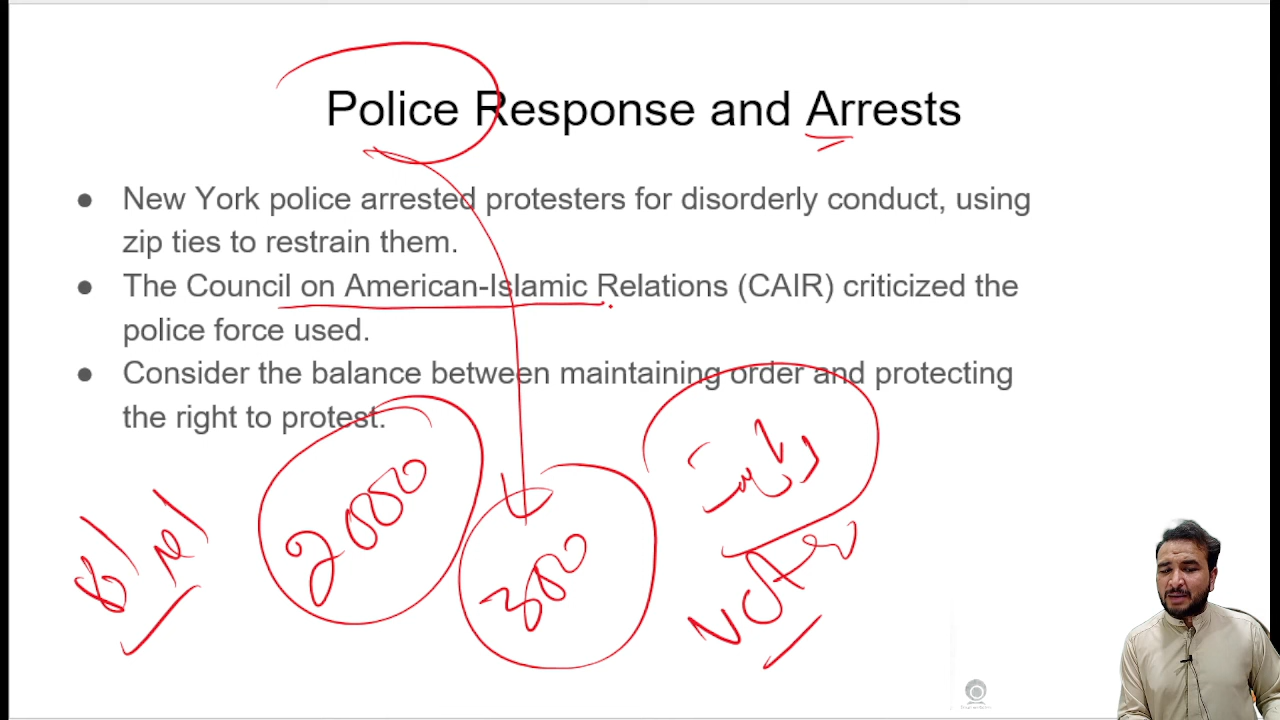 Police Response and Arrests
● New York police arrested protesters for disorderly conduct, using
zip ties to restrain them.
● The Council on American-Islamic Relations (CAIR) criticized the
police force used.
● Consider the balance between maintaining order and protecting
the right to protest.
2000
300